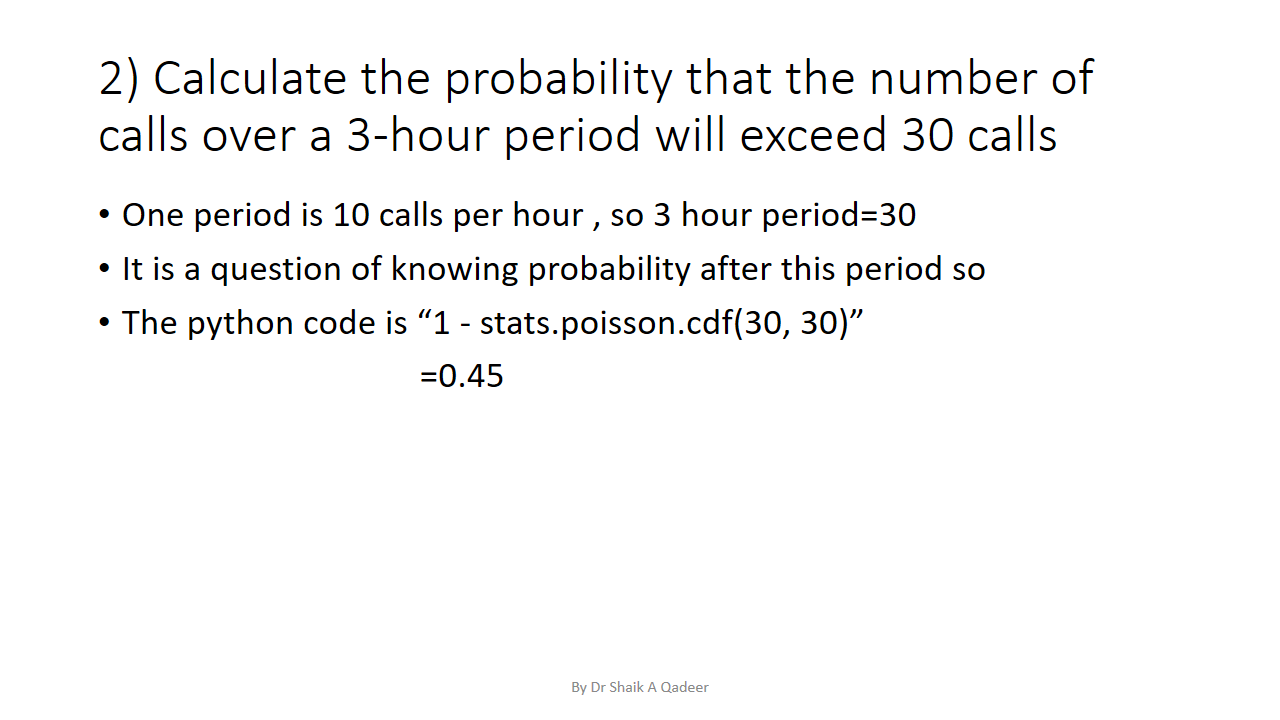 2) Calculate the probability that the number of
calls over a 3-hour period will exceed 30 calls
• One period is 10 calls per hour , so 3 hour period=30
• It is a question of knowing probability after this period so
• The python code is “1 - stats.poisson.cdf(30, 30)”
=0.45
By Dr Shaik A Qadeer